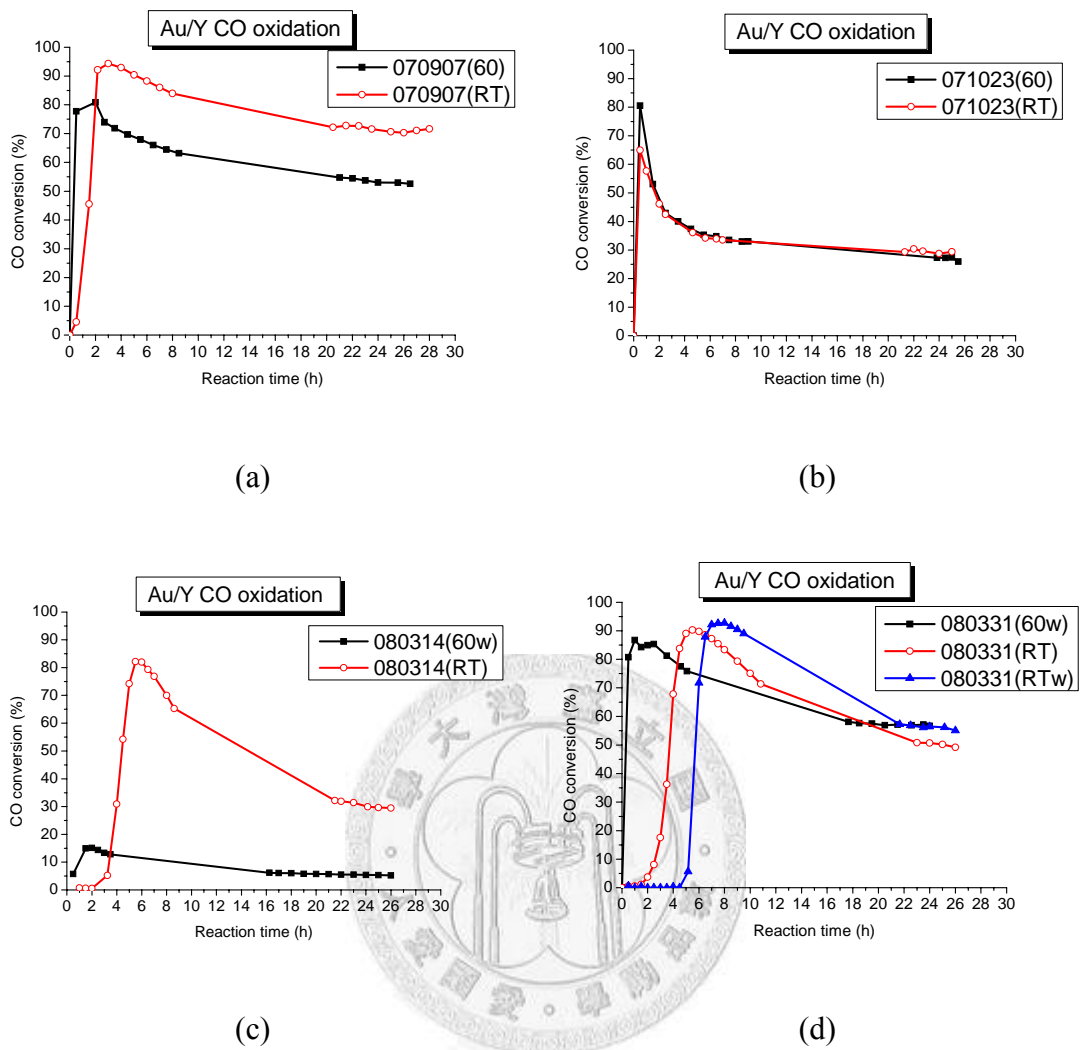 Au/Y CO oxidation
070907(60)
070907(RT)
CO conversion (%)
100
90
80
70
60
50
40
30
20
10
0
0 2 4 6 8 10 12 14 16 18 20 22 24 26 28 30
Reaction time (h)
(a)
Au/Y CO oxidation
071023(60)
071023(RT)
CO conversion (%)
100
90
80
70
60
50
40
30
20
10
0
0 2 4 6 8 10 12 14 16 18 20 22 24 26 28 30
Reaction time (h)
(b)
Au/Y CO oxidation
080314(60w)
080314(RT)
CO conversion (%)
100
90
80
70
60
50
40
30
20
10
0
0 2 4 6 8 10 12 14 16 18 20 22 24 26 28 30
Reaction time (h)
(c)
Au/Y CO oxidation
080331(60w)
080331(RT)
080331(RTw)
CO conversion (%)
100
90
80
70
60
50
40
30
20
10
0
0 2 4 6 8 10 12 14 16 18 20 22 24 26 28 30
Reaction time (h)
(d)